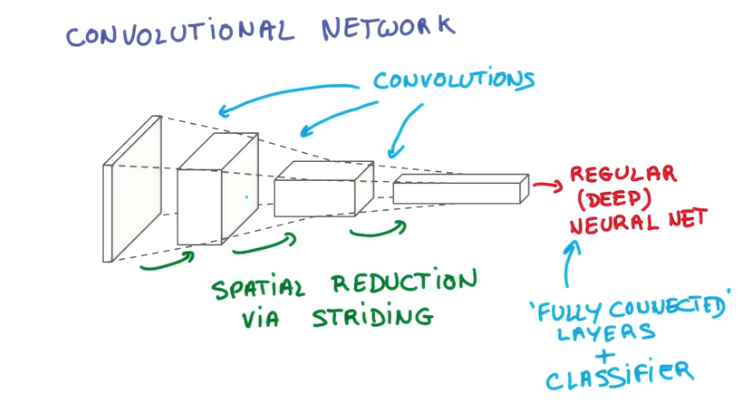 CONVOLUTIONAL NETWORK
CONVOLUTIONS
REGULAR
(DEEP)
NEURAL NET
SPATIAL REDUCTION
VIA STRIDING
'FULLY CONNECTED'
LAYERS
+
CLASSIFIER